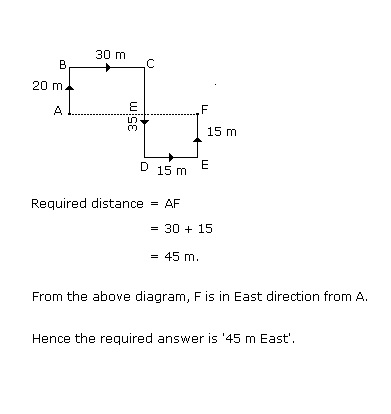 30 m
B C
20 m
A F
35 m
15 m
D 15 m E
Required distance = AF
= 30 + 15
= 45 m.
From the above diagram, F is in East direction from A.
Hence the required answer is '45 m East'.